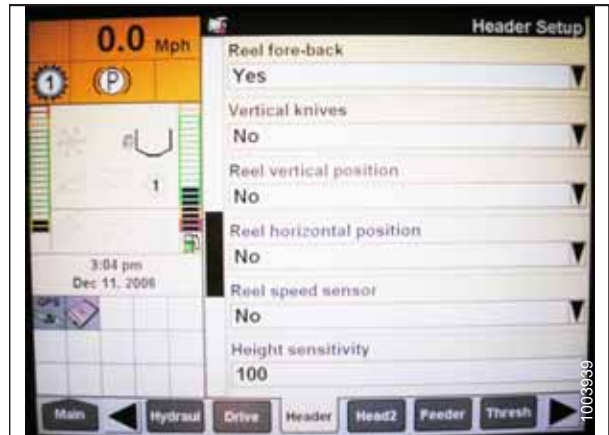 0.0 Mph
Header Setup
1
(P)
Reel fore-back
Yes
Vertical knives
No
Reel vertical position
No
1
Reel horizontal position
No
3:04 pm
Dec 11, 2006
Reel speed sensor
No
GPS
Height sensitivity
100
Main
Hydraul
Drive
Header
Head2
Feeder
Thresh
1003939